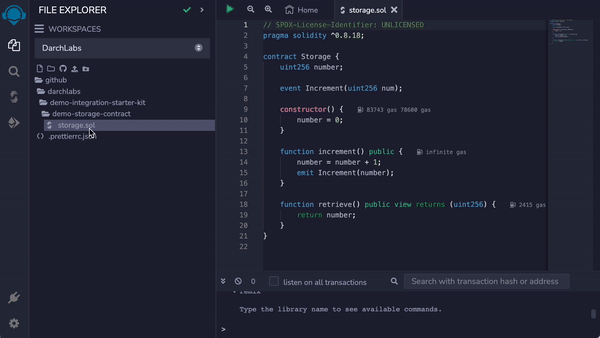 FILE EXPLORER
WORKSPACES
DarchLabs
github
darchlabs
demo-integration-starter-kit
demo-storage-contract
storage.sol
.prettierrc.json
Home
storage.sol
1 // SPDX-License-Identifier: UNLICENSED
2 pragma solidity ^0.8.18;
3
4 contract Storage {
5 uint256 number;
6
7 event Increment(uint256 num);
8
9 constructor() { 83743 gas 78600 gas
10 number = 0;
11 }
12
13 function increment() public { infinite gas
14 number = number + 1;
15 emit Increment(number);
16 }
17
18 function retrieve() public view returns (uint256) { 2415 gas
19 return number;
20 }
21 }
22
0 listen on all transactions Search with transaction hash or address
Type the library name to see available commands.
>